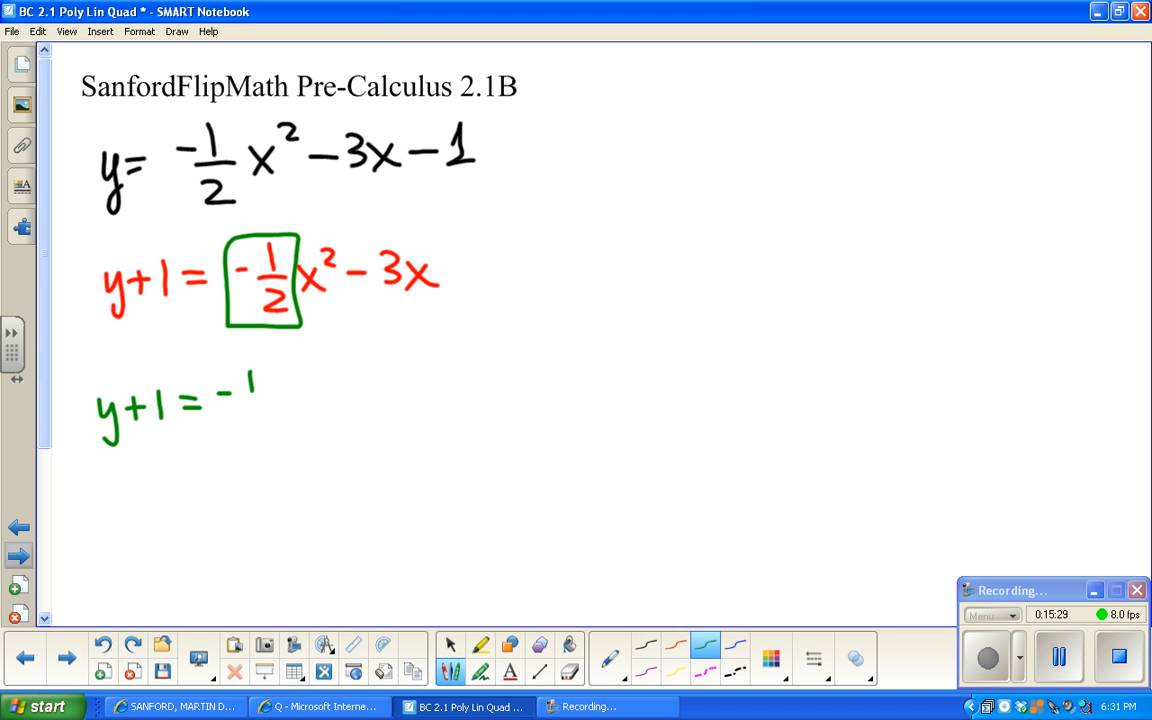 BC 2.1 Poly Lin Quad * - SMART Notebook
File Edit View Insert Format Draw Help
SanfordFlipMath Pre-Calculus 2.1B
y= -1/2 x² - 3x - 1
y+1 = -1/2 x² - 3x
y+1 = - 1
Recording...
Menu 0:15:29 8.0 fps
start SANFORD, MARTIN D... Q - Microsoft Interne... BC 2.1 Poly Lin Quad ... Recording... 6:31 PM